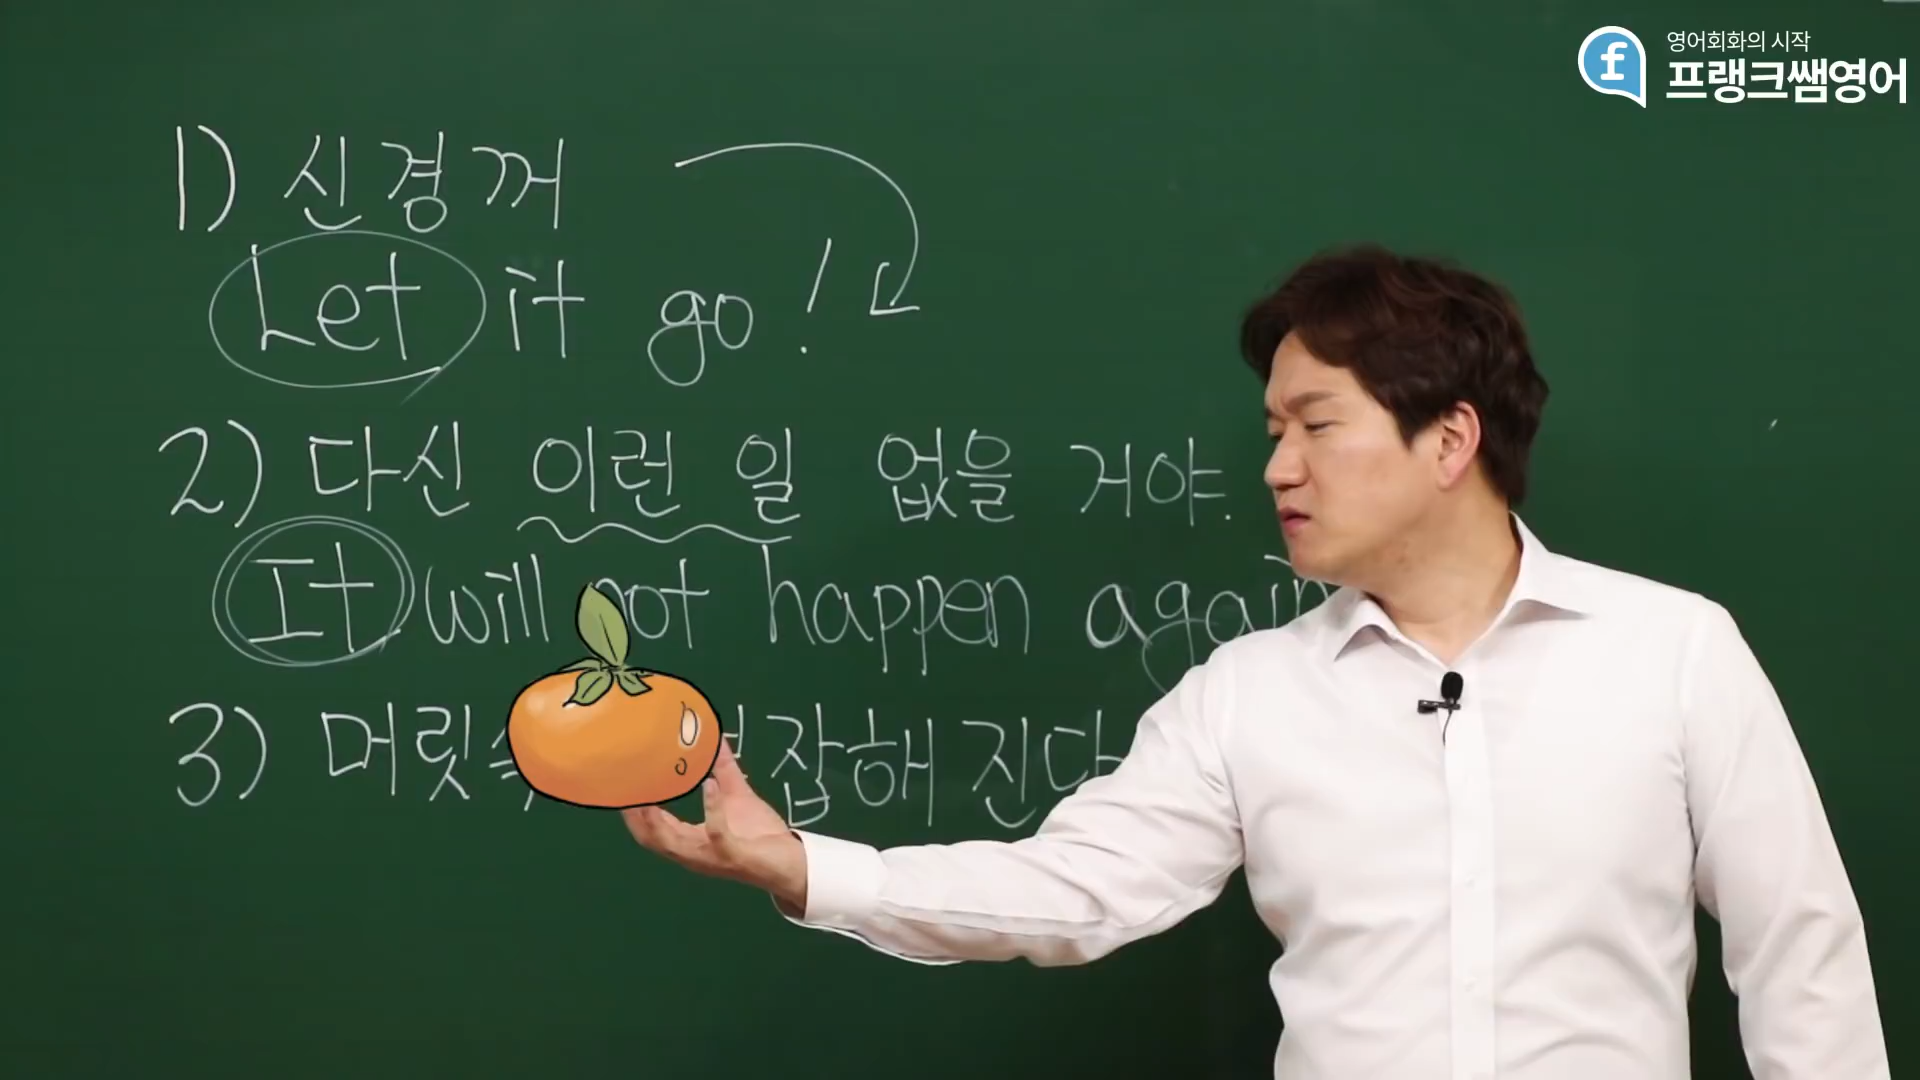 영어회화의 시작
프랭크쌤영어
1) 신경꺼
Let it go!
2) 다신 이런 일 없을 거야.
It will not happen again
3) 머릿 잡해진다